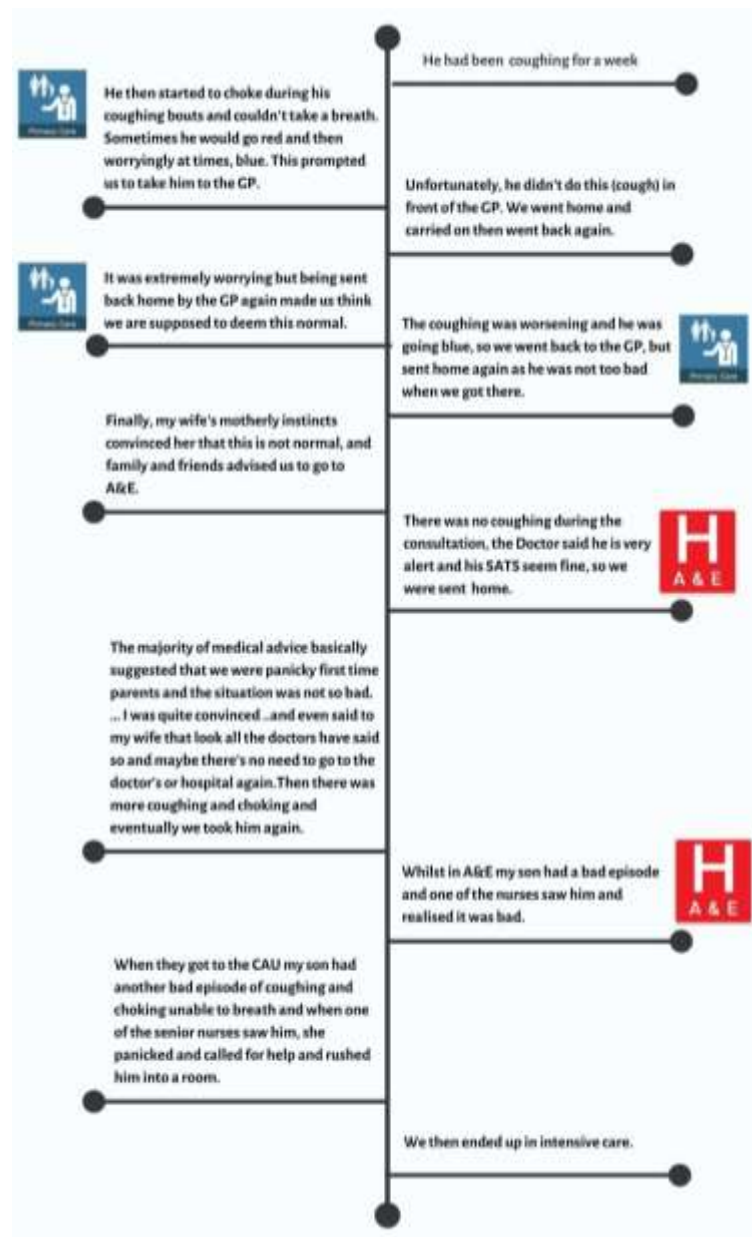 He had been coughing for a week
He then started to choke during his
coughing bouts and couldn't take a breath.
Sometimes he would go red and then
worryingly at times, blue. This prompted
us to take him to the GP.
Unfortunately, he didn't do this (cough) in
front of the GP. We went home and
carried on then went back again.
It was extremely worrying but being sent
back home by the GP again made us think
we are supposed to deem this normal.
The coughing was worsening and he was
going blue, so we went back to the GP, but
sent home again as he was not too bad
when we got there.
Finally, my wife's motherly instincts
convinced her that this is not normal, and
family and friends advised us to go to
A&E.
There was no coughing during the
consultation, the Doctor said he is very
alert and his SATS seem fine, so we
were sent home.
H
A & E
The majority of medical advice basically
suggested that we were panicky first time
parents and the situation was not so bad.
... I was quite convinced ..and even said to
my wife that look all the doctors have said
so and maybe there's no need to go to the
doctor's or hospital again.Then there was
more coughing and choking and
eventually we took him again.
Whilst in A&E my son had a bad episode
and one of the nurses saw him and
realised it was bad.
H
A & E
When they got to the CAU my son had
another bad episode of coughing and
choking unable to breath and when one
of the senior nurses saw him, she
panicked and called for help and rushed
him into a room.
We then ended up in intensive care.